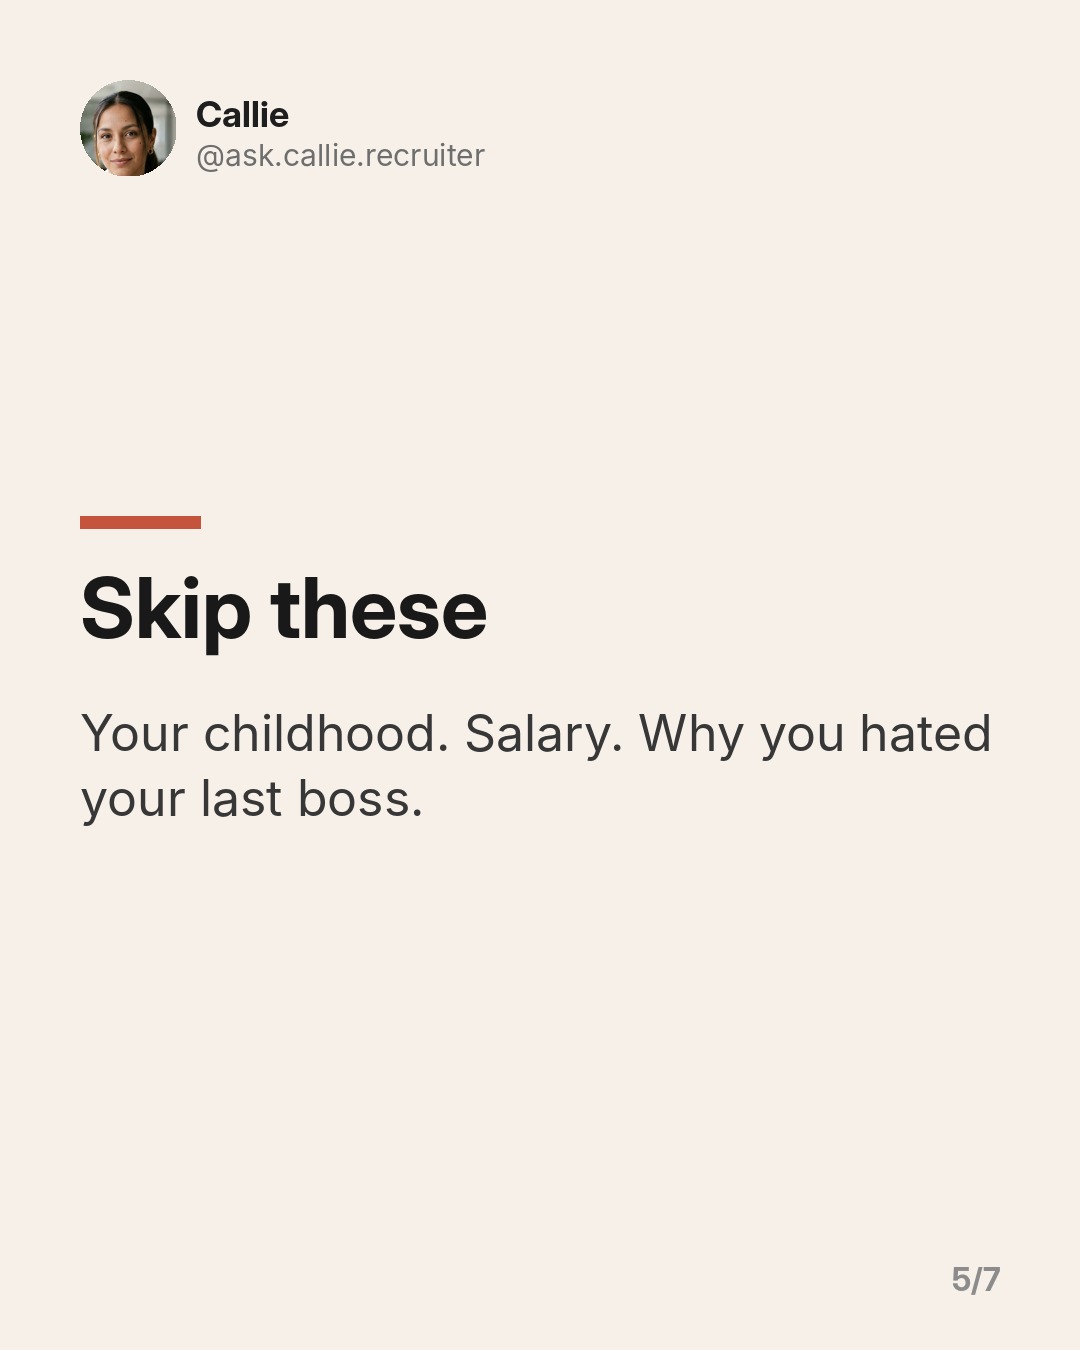 Callie
@ask.callie.recruiter
Skip these
Your childhood. Salary. Why you hated
your last boss.
5/7